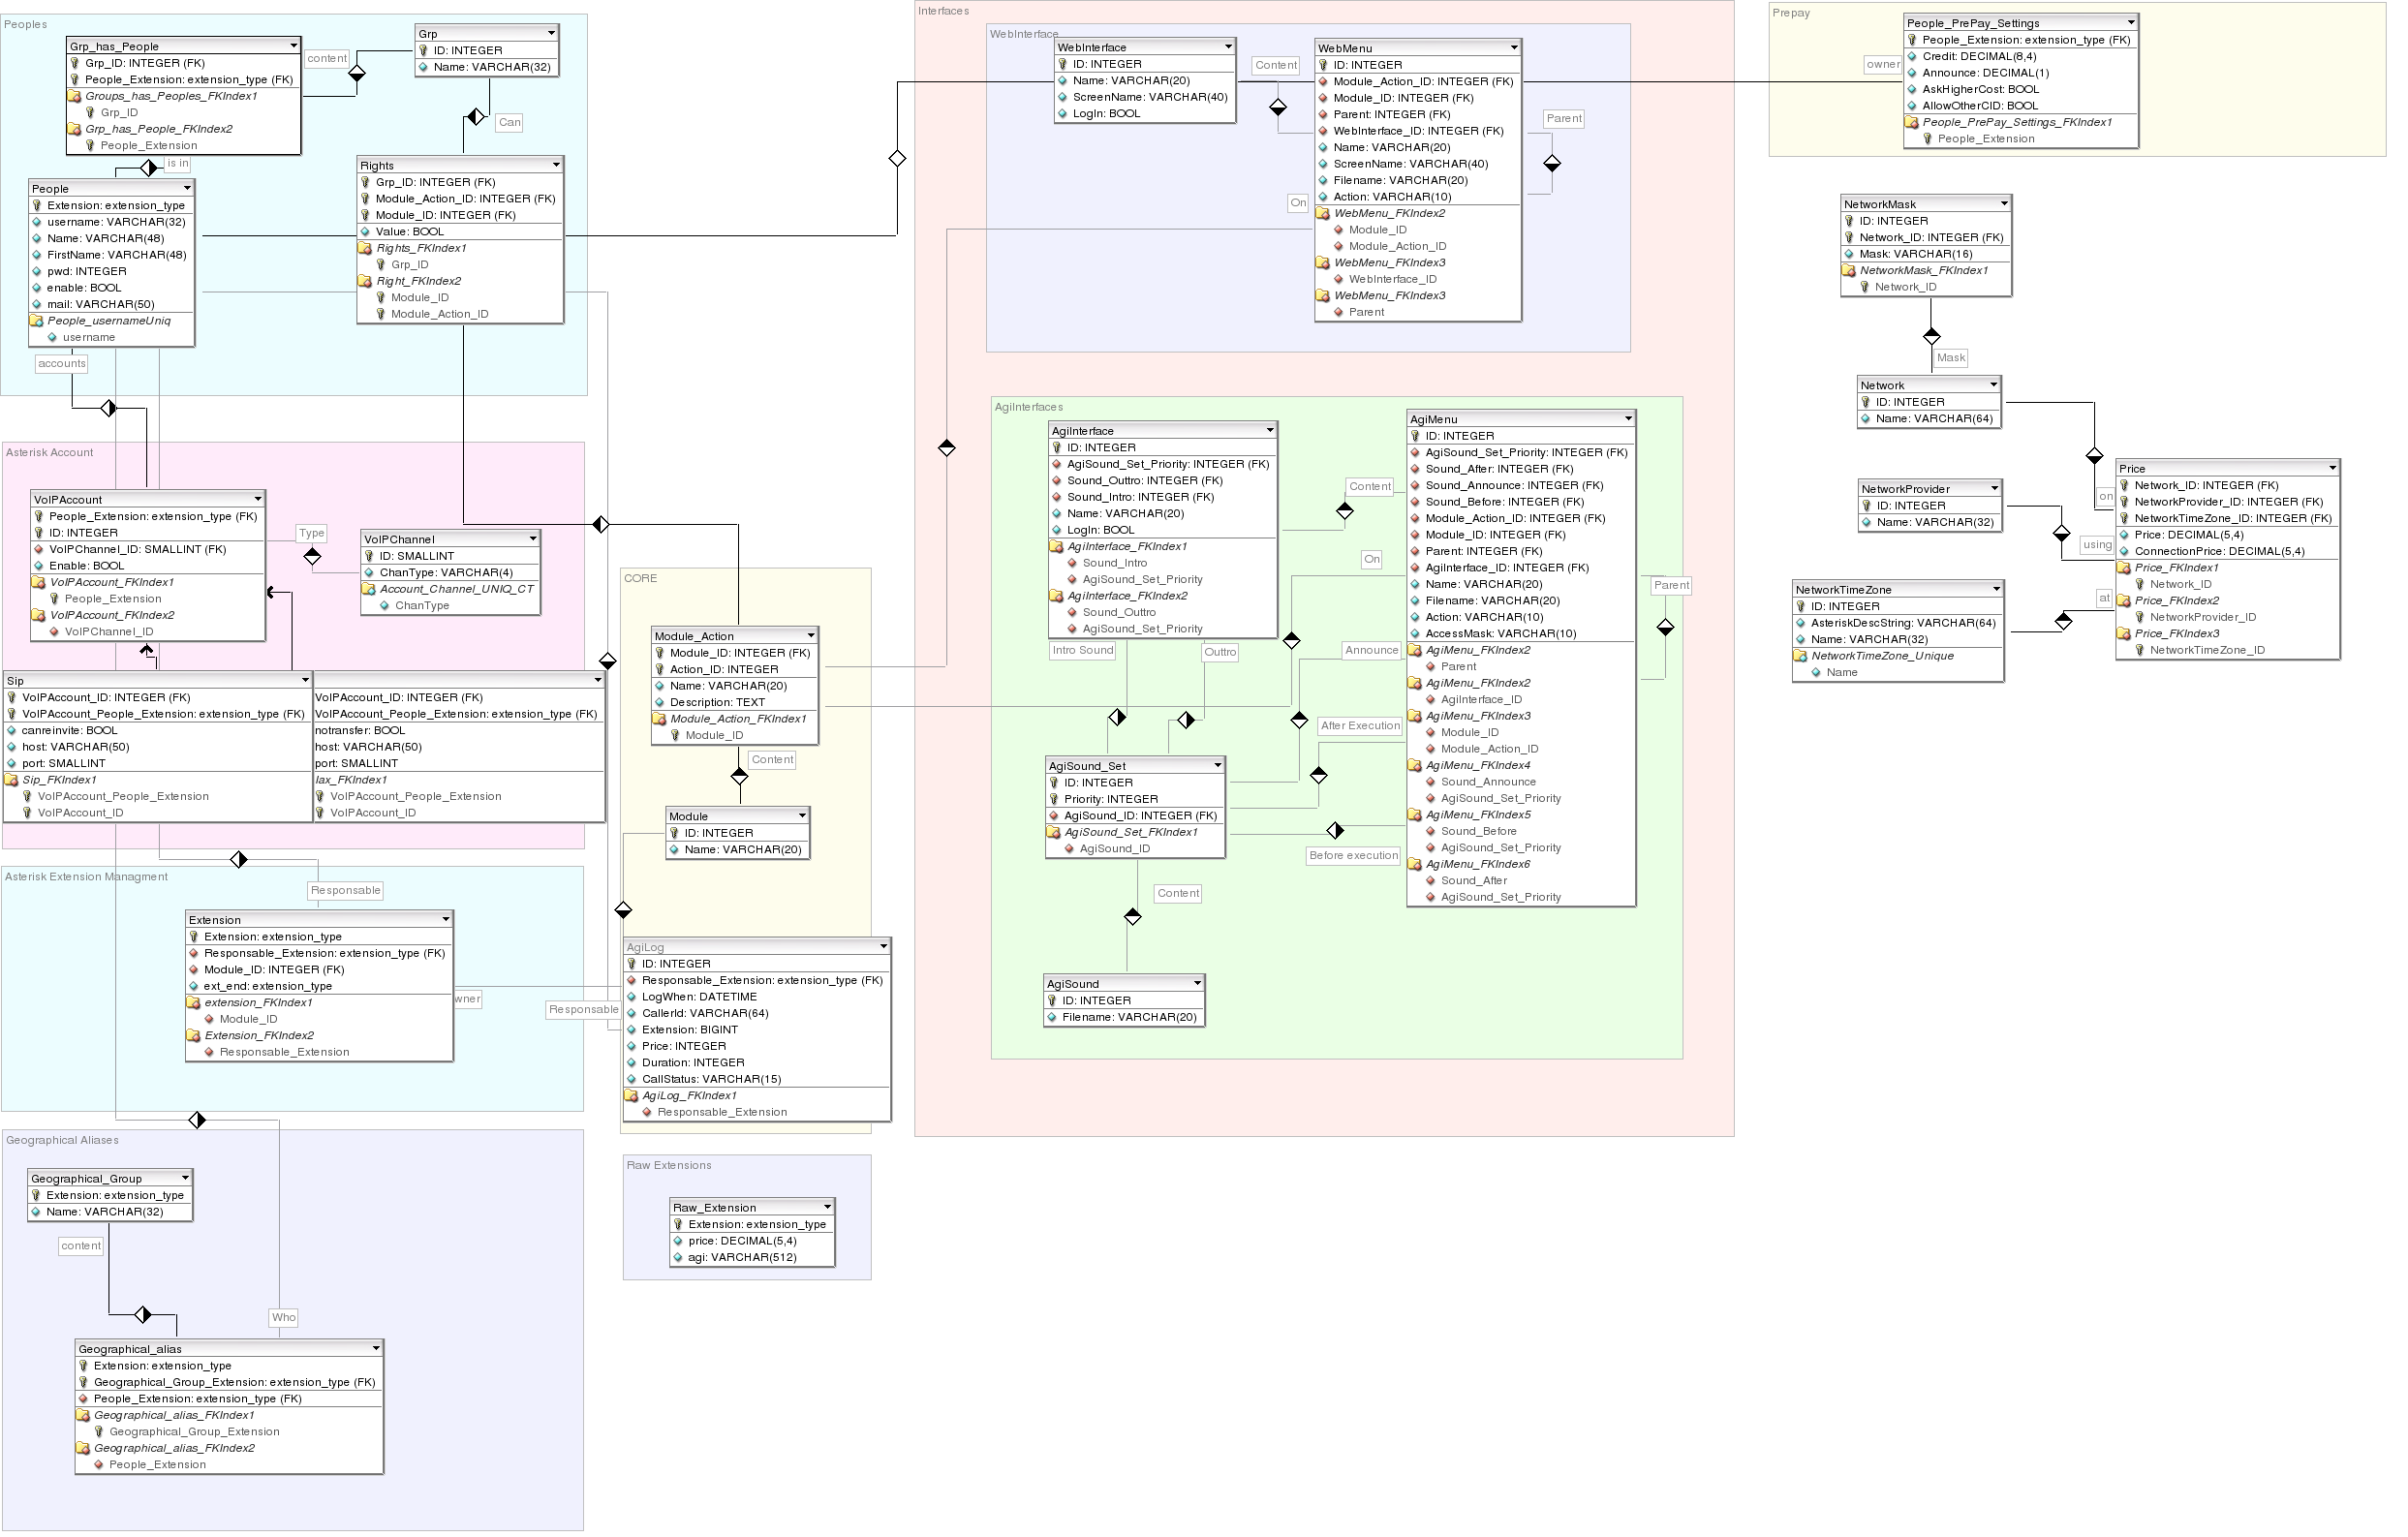 Peoples
Grp_has_People
Grp_ID: INTEGER (FK)
People_Extension: extension_type (FK)
Groups_has_Peoples_FKIndex1
Grp_ID
Grp_has_People_FKIndex2
People_Extension
content
Grp
ID: INTEGER
Name: VARCHAR(32)
Can
is in
People
Extension: extension_type
username: VARCHAR(32)
Name: VARCHAR(48)
FirstName: VARCHAR(48)
pwd: INTEGER
enable: BOOL
mail: VARCHAR(50)
People_usernameUniq
username
accounts
Rights
Grp_ID: INTEGER (FK)
Module_Action_ID: INTEGER (FK)
Module_ID: INTEGER (FK)
Value: BOOL
Rights_FKIndex1
Grp_ID
Right_FKIndex2
Module_ID
Module_Action_ID
Asterisk Account
VoIPAccount
People_Extension: extension_type (FK)
ID: INTEGER
VoIPChannel_ID: SMALLINT (FK)
Enable: BOOL
VoIPAccount_FKIndex1
People_Extension
VoIPAccount_FKIndex2
VoIPChannel_ID
Type
VoIPChannel
ID: SMALLINT
ChanType: VARCHAR(4)
Account_Channel_UNIQ_CT
ChanType
Sip
VoIPAccount_ID: INTEGER (FK)
VoIPAccount_People_Extension: extension_type (FK)
canreinvite: BOOL
host: VARCHAR(50)
port: SMALLINT
Sip_FKIndex1
VoIPAccount_People_Extension
VoIPAccount_ID
VoIPAccount_ID: INTEGER (FK)
VoIPAccount_People_Extension: extension_type (FK)
notransfer: BOOL
host: VARCHAR(50)
port: SMALLINT
Iax_FKIndex1
VoIPAccount_People_Extension
VoIPAccount_ID
Asterisk Extension Managment
Responsable
Extension
Extension: extension_type
Responsable_Extension: extension_type (FK)
Module_ID: INTEGER (FK)
ext_end: extension_type
extension_FKIndex1
Module_ID
Extension_FKIndex2
Responsable_Extension
wner
Responsable
Geographical Aliases
Geographical_Group
Extension: extension_type
Name: VARCHAR(32)
content
Who
Geographical_alias
Extension: extension_type
Geographical_Group_Extension: extension_type (FK)
People_Extension: extension_type (FK)
Geographical_alias_FKIndex1
Geographical_Group_Extension
Geographical_alias_FKIndex2
People_Extension
CORE
Module_Action
Module_ID: INTEGER (FK)
Action_ID: INTEGER
Name: VARCHAR(20)
Description: TEXT
Module_Action_FKIndex1
Module_ID
Content
Module
ID: INTEGER
Name: VARCHAR(20)
AgiLog
ID: INTEGER
Responsable_Extension: extension_type (FK)
LogWhen: DATETIME
CallerId: VARCHAR(64)
Extension: BIGINT
Price: INTEGER
Duration: INTEGER
CallStatus: VARCHAR(15)
AgiLog_FKIndex1
Responsable_Extension
Raw Extensions
Raw_Extension
Extension: extension_type
price: DECIMAL(5,4)
agi: VARCHAR(512)
Interfaces
WebInterface
WebInterface
ID: INTEGER
Name: VARCHAR(20)
ScreenName: VARCHAR(40)
LogIn: BOOL
Content
WebMenu
ID: INTEGER
Module_Action_ID: INTEGER (FK)
Module_ID: INTEGER (FK)
Parent: INTEGER (FK)
WebInterface_ID: INTEGER (FK)
Name: VARCHAR(20)
ScreenName: VARCHAR(40)
Filename: VARCHAR(20)
Action: VARCHAR(10)
WebMenu_FKIndex2
Module_ID
Module_Action_ID
WebMenu_FKIndex3
WebInterface_ID
WebMenu_FKIndex3
Parent
Parent
On
AgiInterfaces
AgiInterface
ID: INTEGER
AgiSound_Set_Priority: INTEGER (FK)
Sound_Outtro: INTEGER (FK)
Sound_Intro: INTEGER (FK)
Name: VARCHAR(20)
LogIn: BOOL
AgiInterface_FKIndex1
Sound_Intro
AgiSound_Set_Priority
AgiInterface_FKIndex2
Sound_Outtro
AgiSound_Set_Priority
Intro Sound
Outtro
Content
On
Announce
After Execution
Before execution
AgiMenu
ID: INTEGER
AgiSound_Set_Priority: INTEGER (FK)
Sound_After: INTEGER (FK)
Sound_Announce: INTEGER (FK)
Sound_Before: INTEGER (FK)
Module_Action_ID: INTEGER (FK)
Module_ID: INTEGER (FK)
Parent: INTEGER (FK)
AgiInterface_ID: INTEGER (FK)
Name: VARCHAR(20)
Filename: VARCHAR(20)
Action: VARCHAR(10)
AccessMask: VARCHAR(10)
AgiMenu_FKIndex2
Parent
AgiMenu_FKIndex2
AgiInterface_ID
AgiMenu_FKIndex3
Module_ID
Module_Action_ID
AgiMenu_FKIndex4
Sound_Announce
AgiSound_Set_Priority
AgiMenu_FKIndex5
Sound_Before
AgiSound_Set_Priority
AgiMenu_FKIndex6
Sound_After
AgiSound_Set_Priority
Parent
AgiSound_Set
ID: INTEGER
Priority: INTEGER
AgiSound_ID: INTEGER (FK)
AgiSound_Set_FKIndex1
AgiSound_ID
Content
AgiSound
ID: INTEGER
Filename: VARCHAR(20)
Prepay
owner
People_PrePay_Settings
People_Extension: extension_type (FK)
Credit: DECIMAL(8,4)
Announce: DECIMAL(1)
AskHigherCost: BOOL
AllowOtherCID: BOOL
People_PrePay_Settings_FKIndex1
People_Extension
NetworkMask
ID: INTEGER
Network_ID: INTEGER (FK)
Mask: VARCHAR(16)
NetworkMask_FKIndex1
Network_ID
Mask
Network
ID: INTEGER
Name: VARCHAR(64)
NetworkProvider
ID: INTEGER
Name: VARCHAR(32)
NetworkTimeZone
ID: INTEGER
AsteriskDescString: VARCHAR(64)
Name: VARCHAR(32)
NetworkTimeZone_Unique
Name
on
using
at
Price
Network_ID: INTEGER (FK)
NetworkProvider_ID: INTEGER (FK)
NetworkTimeZone_ID: INTEGER (FK)
Price: DECIMAL(5,4)
ConnectionPrice: DECIMAL(5,4)
Price_FKIndex1
Network_ID
Price_FKIndex2
NetworkProvider_ID
Price_FKIndex3
NetworkTimeZone_ID